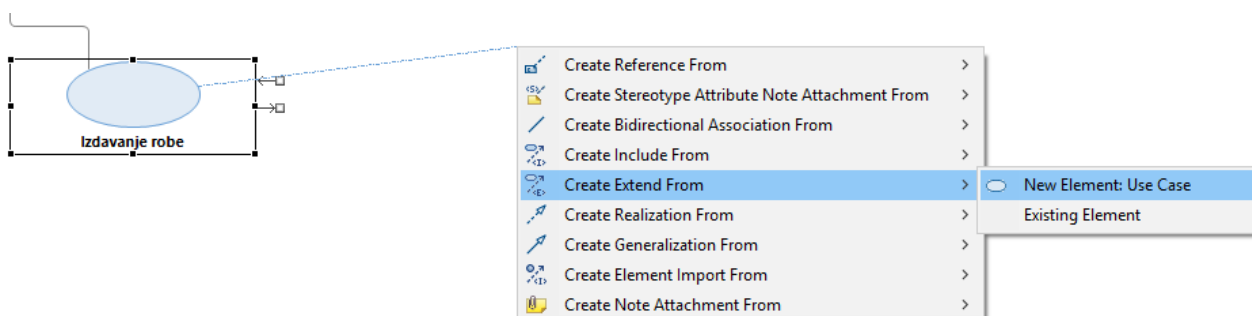 Izdavanje robe
Create Reference From
Create Stereotype Attribute Note Attachment From
Create Bidirectional Association From
Create Include From
Create Extend From
New Element: Use Case
Create Realization From
Existing Element
Create Generalization From
Create Element Import From
Create Note Attachment From